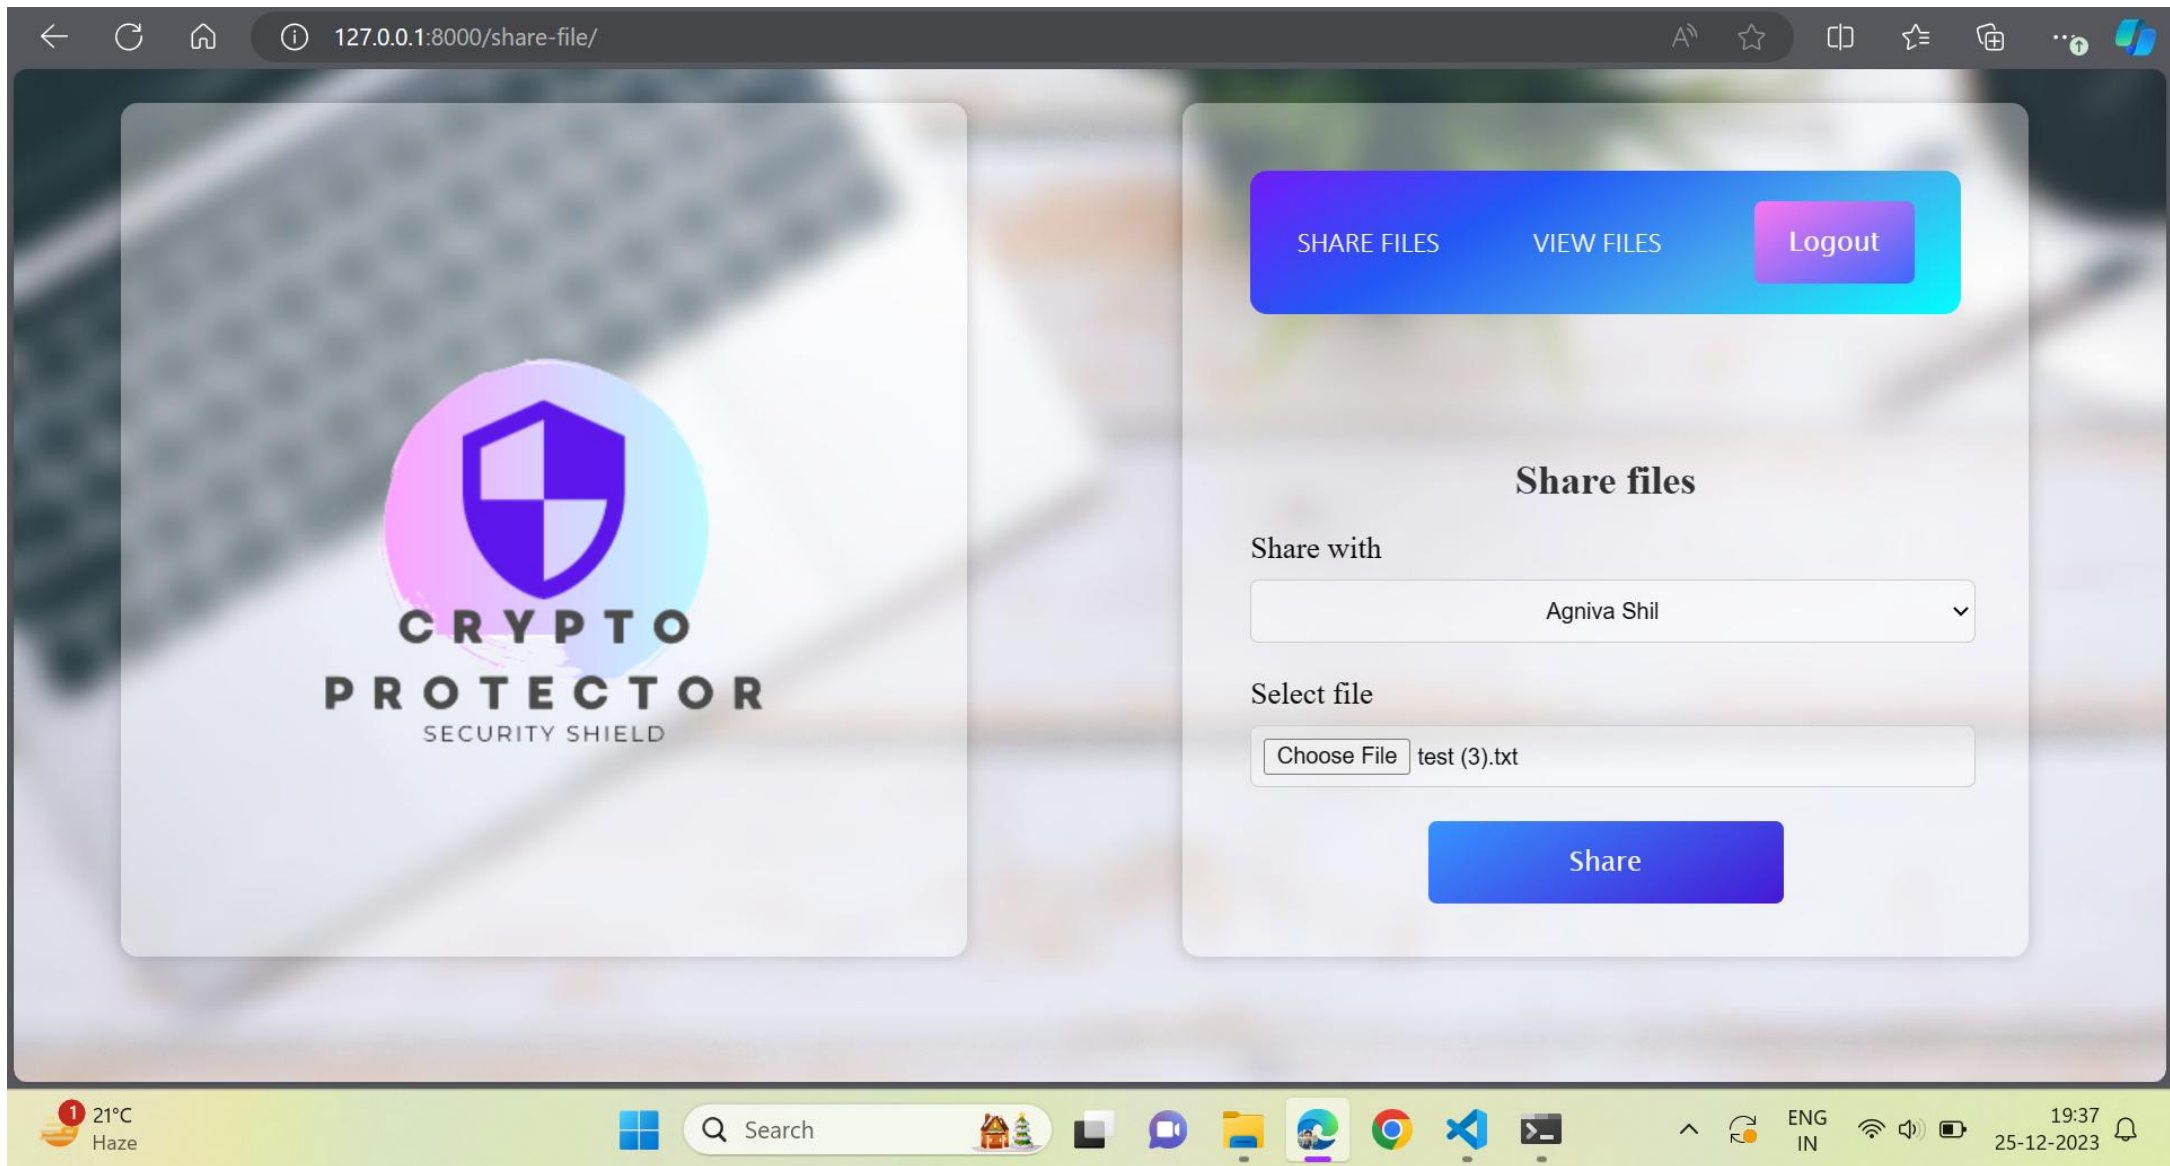 127.0.0.1:8000/share-file/
SHARE FILES
VIEW FILES
Logout
CRYPTO
PROTECTOR
SECURITY SHIELD
Share files
Share with
Agniva Shil
Select file
Choose File test (3).txt
Share
1
21°C
Haze
Search
ENG
IN
19:37
25-12-2023